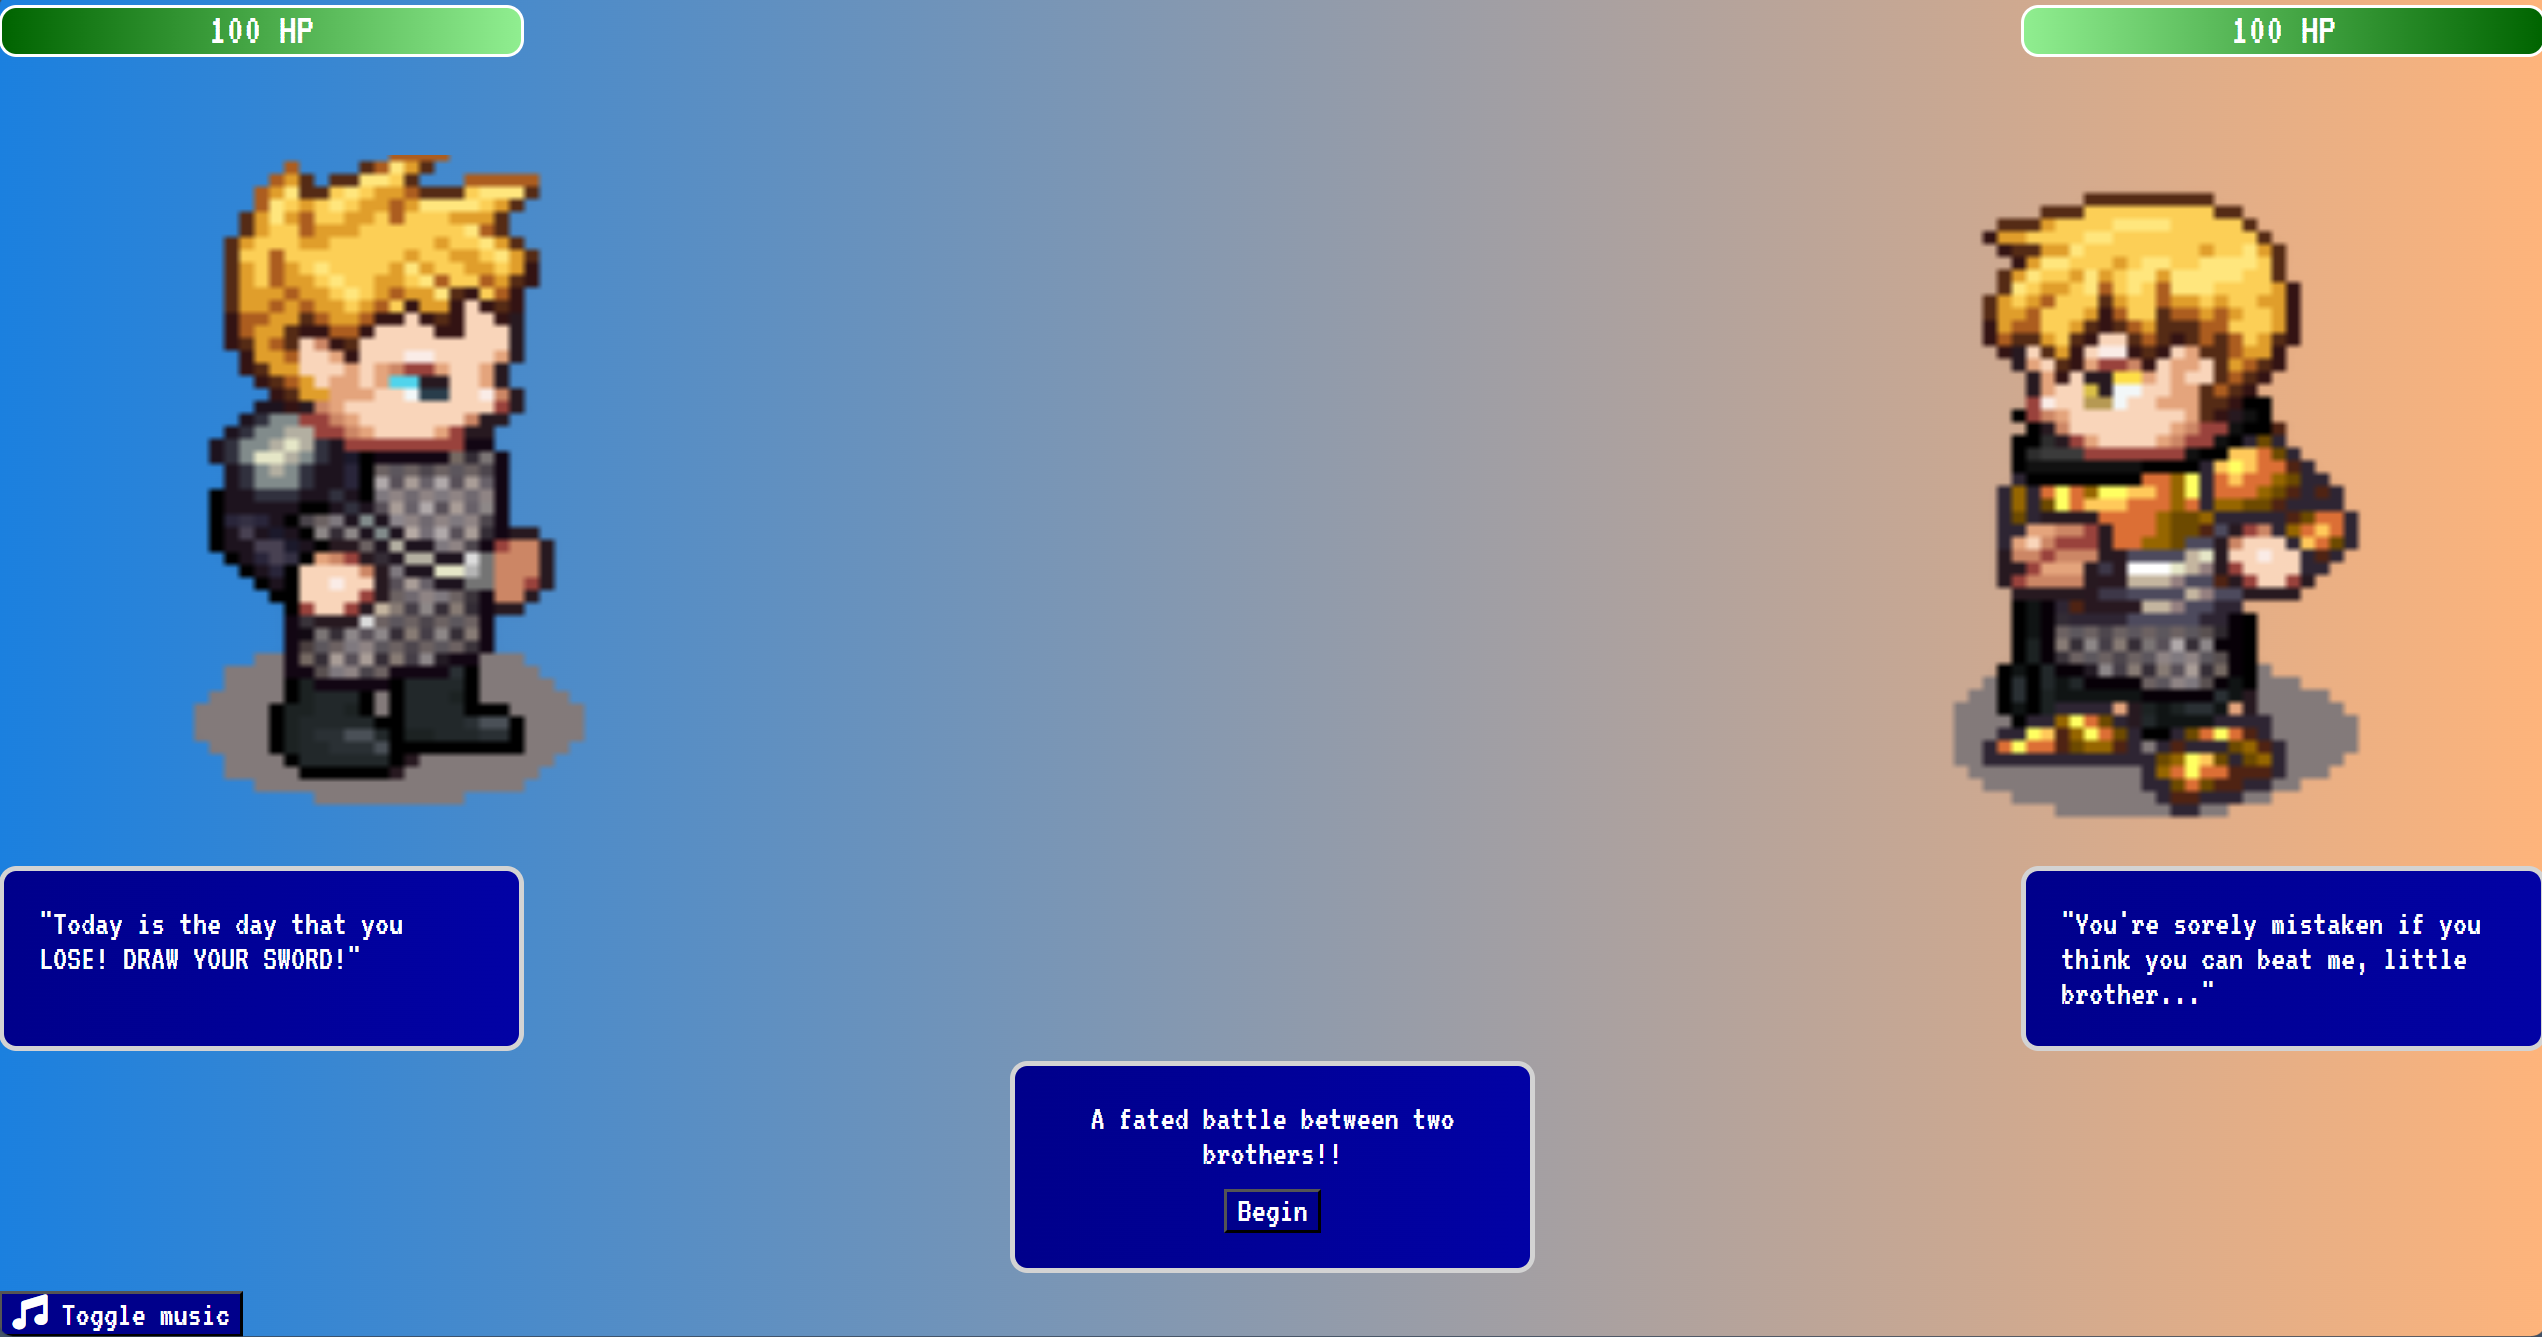 100 HP
100 HP
"Today is the day that you
LOSE! DRAW YOUR SWORD!"
"You're sorely mistaken if you
think you can beat me, little
brother..."
A fated battle between two
brothers!!
Begin
Toggle music